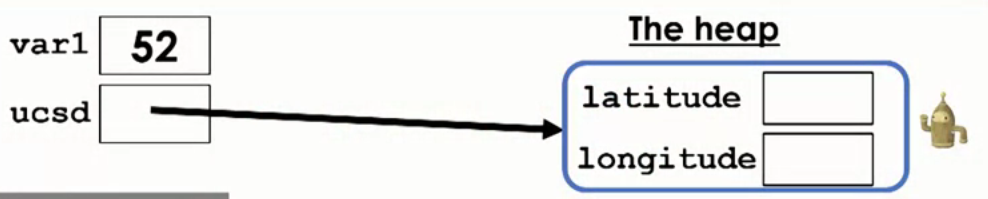 The heap
var1 52
latitude
ucsd
longitude